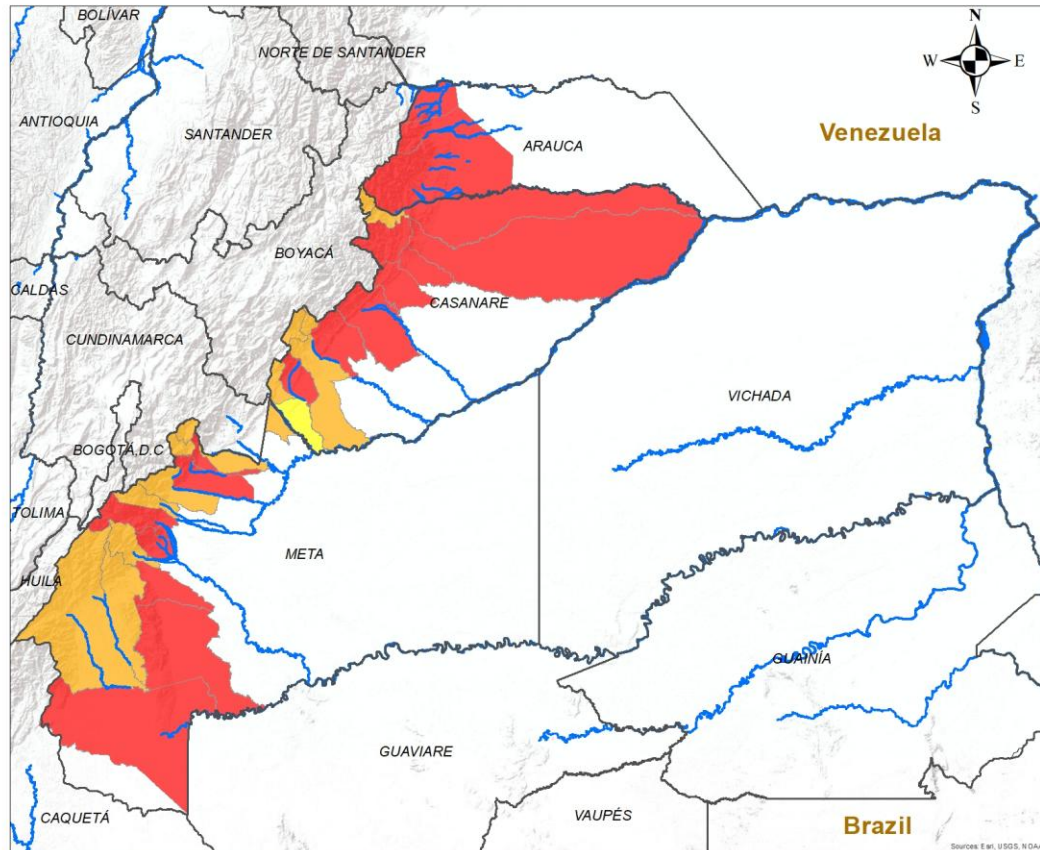 BOLÍVAR
N
NORTE DE SANTANDER
W
E
S
ANTIOQUIA
SANTANDER
ARAUCA
Venezuela
BOYACÁ
CALDAS
CASANARE
CUNDINAMARCA
VICHADA
BOGOTÁ,D.C
TOLIMA
META
HUILA
GUAINÍA
GUAVIARE
CAQUETÁ
VAUPÉS
Brazil
Sources: Esri, USGS, NOAA